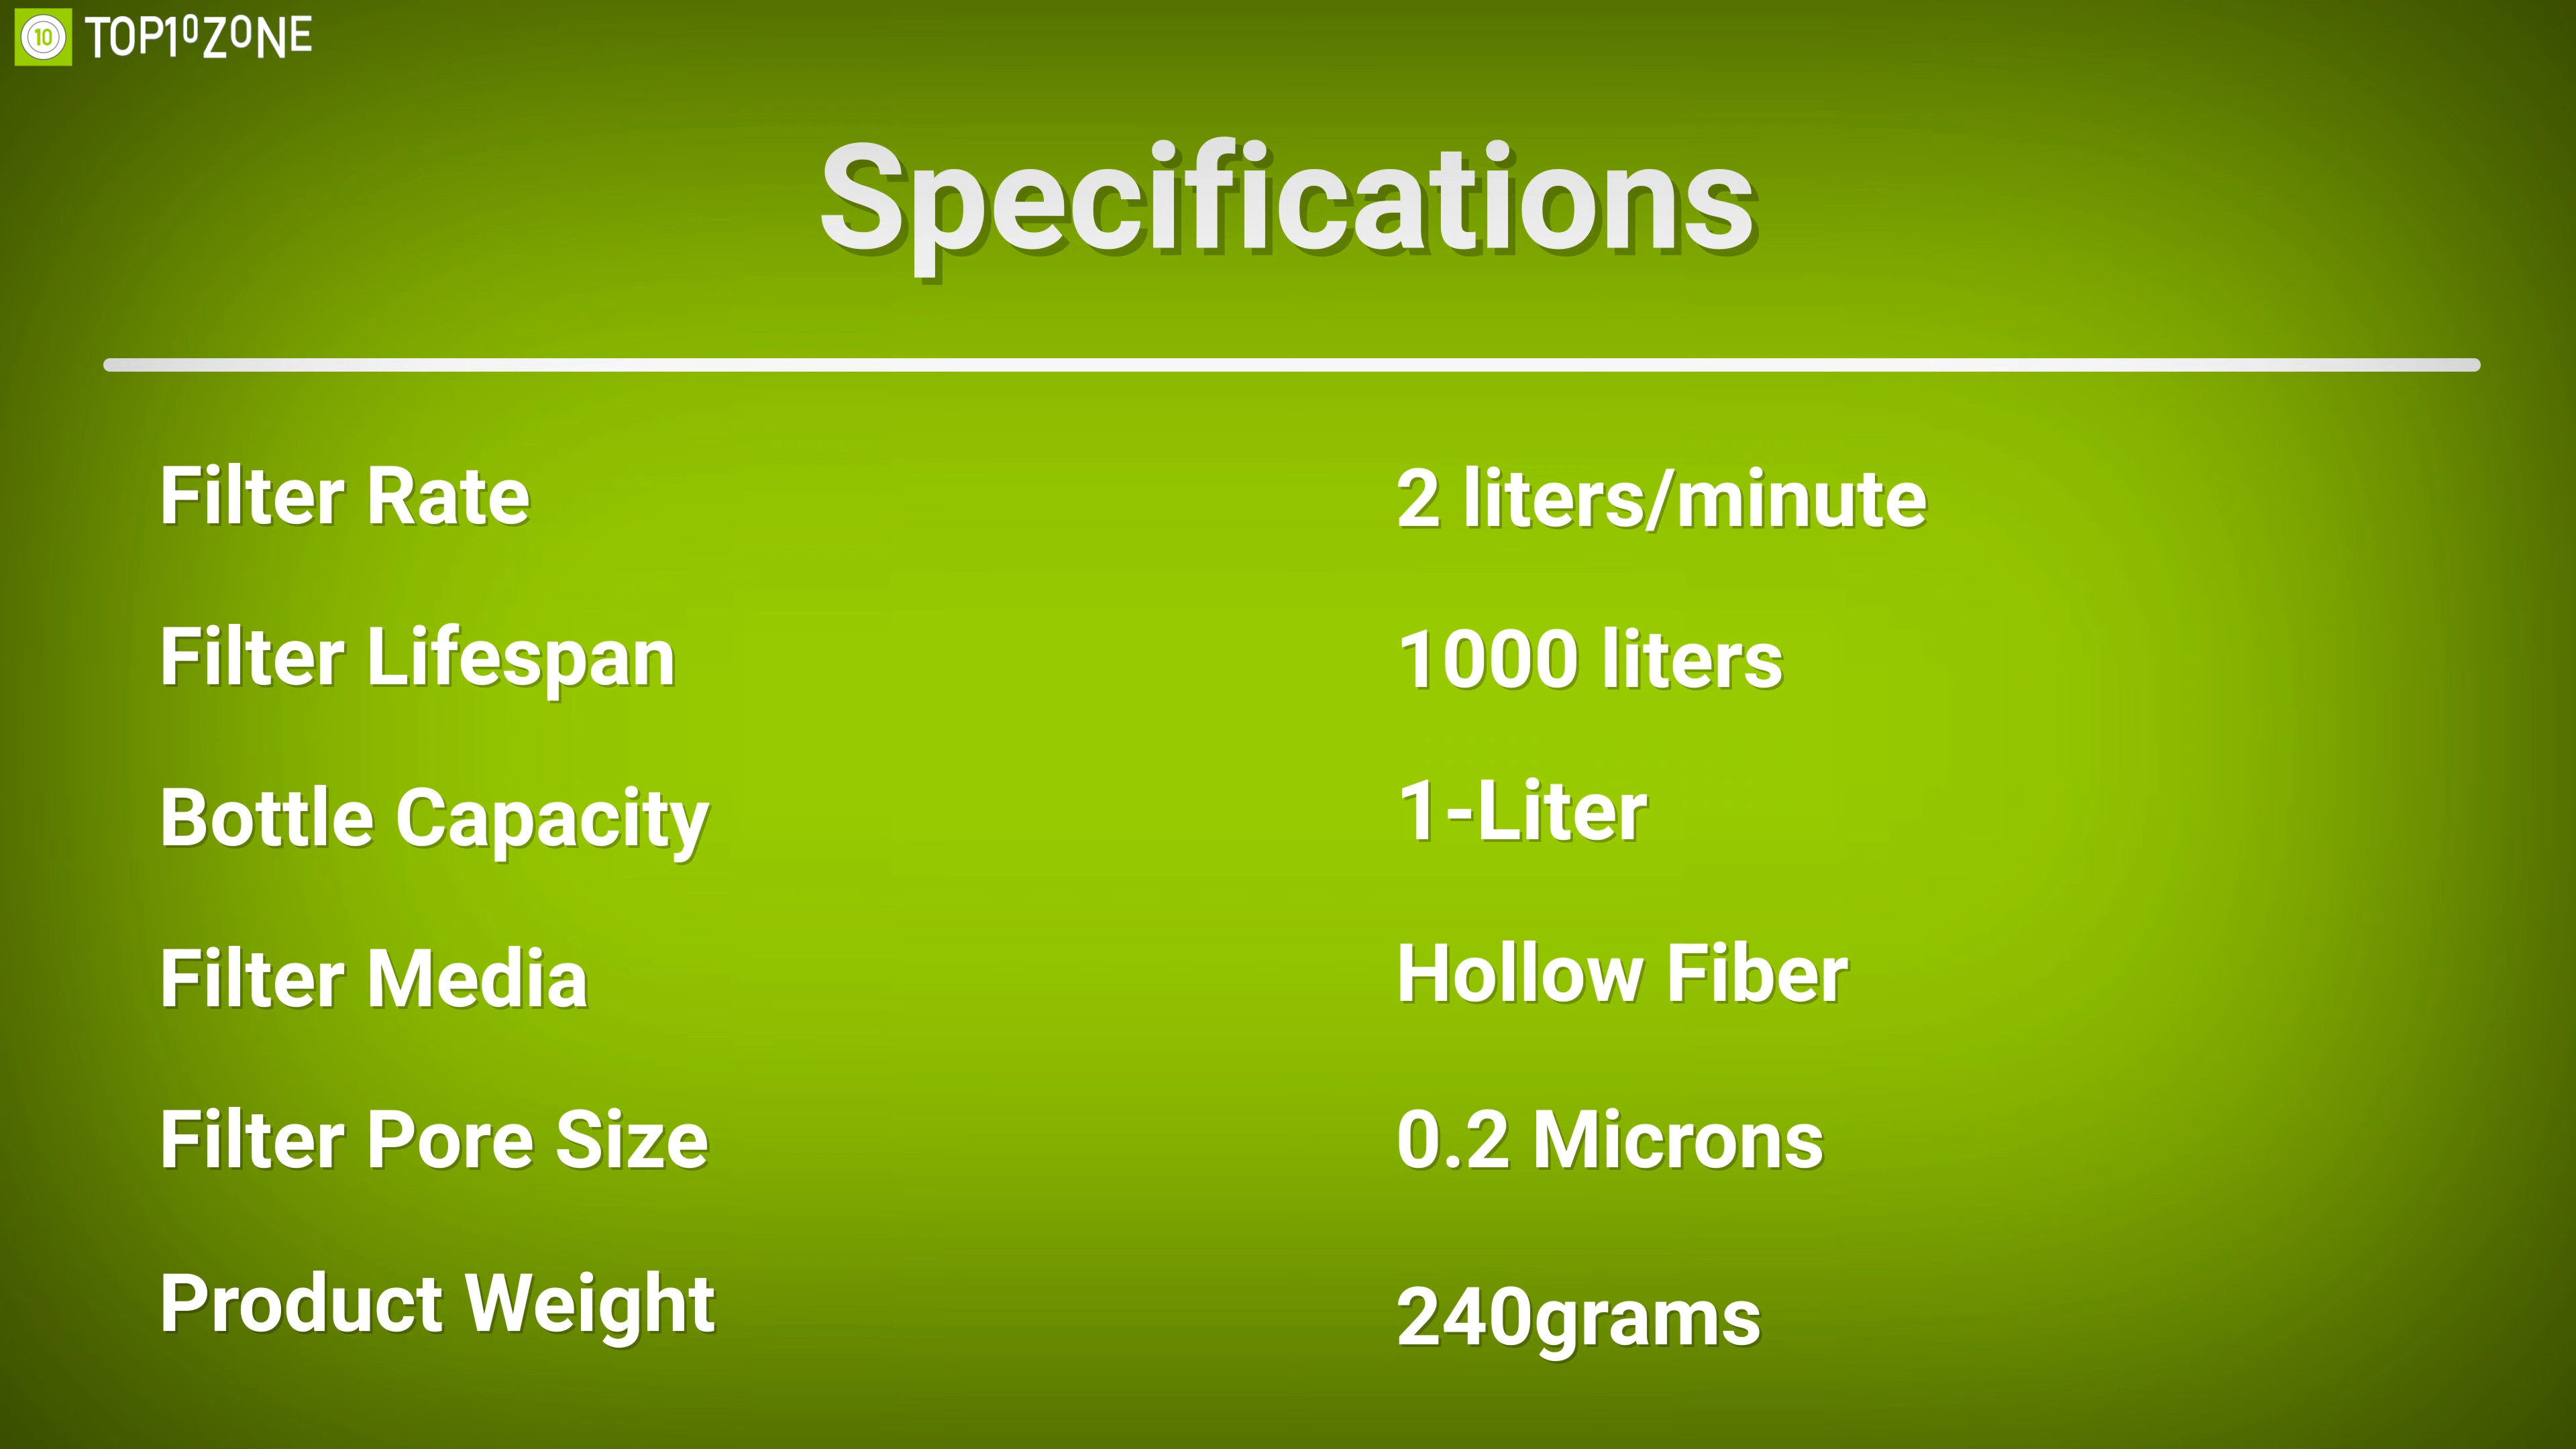 10 TOP10ZONE
Specifications
Filter Rate 2 liters/minute
Filter Lifespan 1000 liters
Bottle Capacity 1-Liter
Filter Media Hollow Fiber
Filter Pore Size 0.2 Microns
Product Weight 240grams